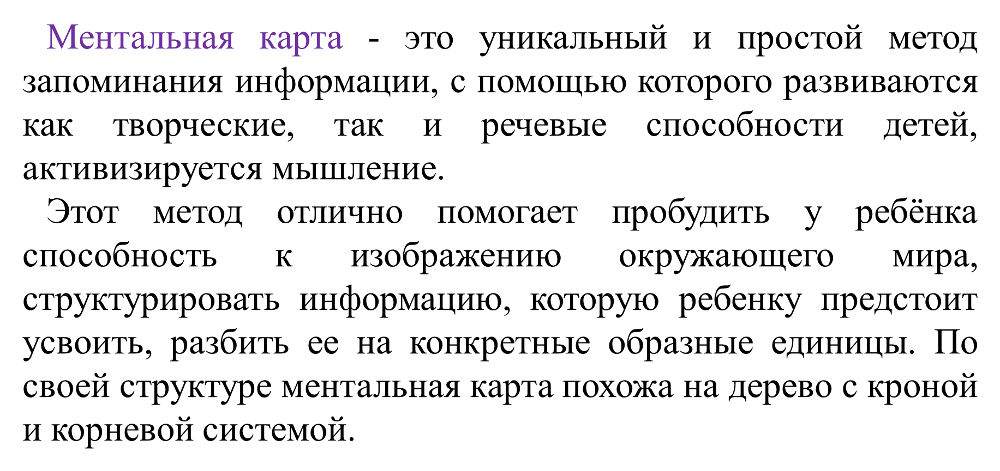 Ментальная карта - это уникальный и простой метод
запоминания информации, с помощью которого развиваются
как творческие, так и речевые способности детей,
активизируется мышление.
Этот метод отлично помогает пробудить у ребёнка
способность к изображению окружающего мира,
структурировать информацию, которую ребенку предстоит
усвоить, разбить ее на конкретные образные единицы. По
своей структуре ментальная карта похожа на дерево с кроной
и корневой системой.